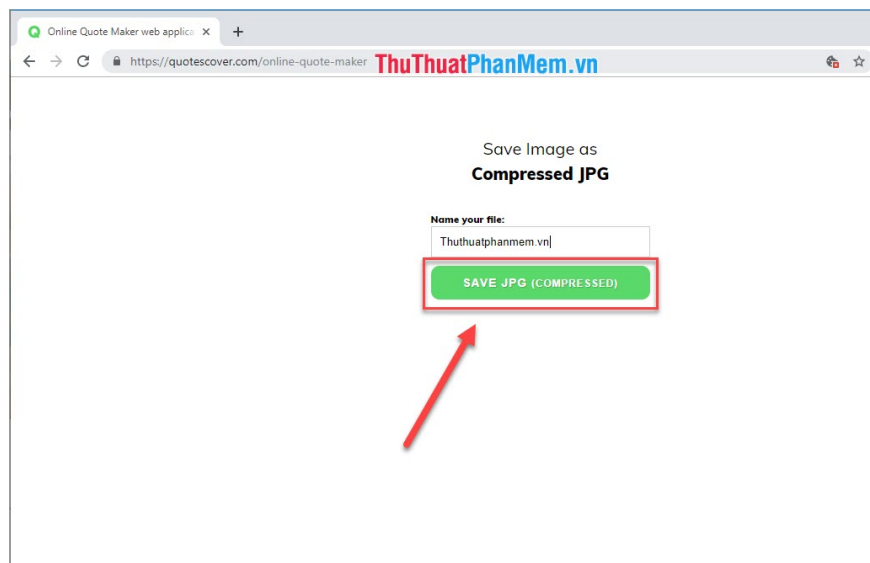 Online Quote Maker web applic
https://quotescover.com/online-quote-maker
ThuThuatPhanMem.vn
Save Image as
Compressed JPG
Name your file:
Thuthuatphanmem.vn
SAVE JPG (COMPRESSED)